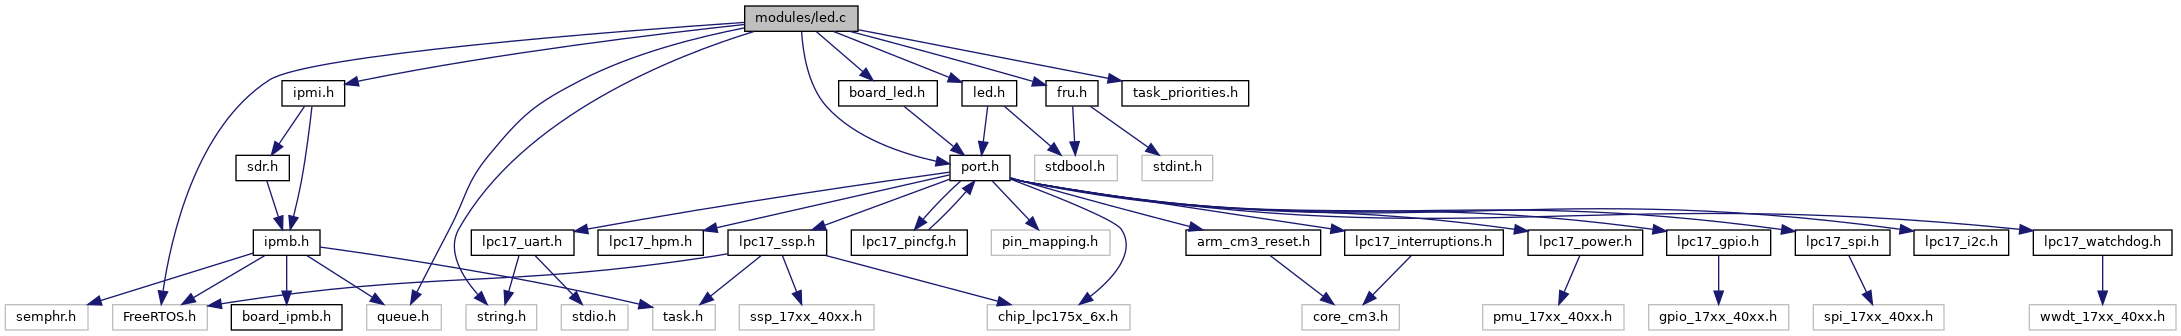 modules/led.c
ipmi.h
board_led.h
led.h
fru.h
task_priorities.h
sdr.h
port.h
stdbool.h
stdint.h
ipmb.h
lpc17_uart.h
lpc17_hpm.h
lpc17_ssp.h
lpc17_pincfg.h
pin_mapping.h
arm_cm3_reset.h
lpc17_interruptions.h
lpc17_power.h
lpc17_gpio.h
lpc17_spi.h
lpc17_i2c.h
lpc17_watchdog.h
semphr.h
FreeRTOS.h
board_ipmb.h
queue.h
string.h
stdio.h
task.h
ssp_17xx_40xx.h
chip_lpc175x_6x.h
core_cm3.h
pmu_17xx_40xx.h
gpio_17xx_40xx.h
spi_17xx_40xx.h
wwdt_17xx_40xx.h